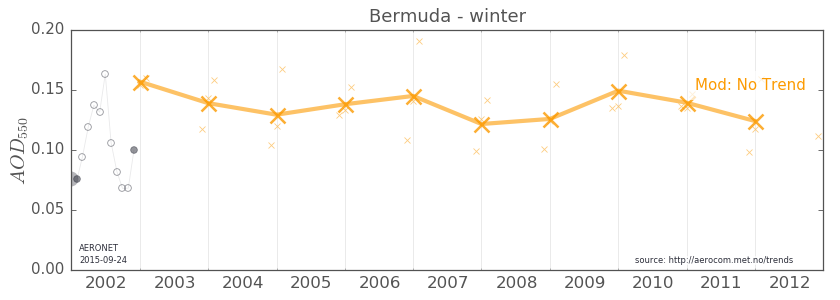 Bermuda - winter
0.20
0.15
0.10
0.05
0.00
AOD550
Mod: No Trend
AERONET
2015-09-24
source: http://aerocom.met.no/trends
2002 2003 2004 2005 2006 2007 2008 2009 2010 2011 2012